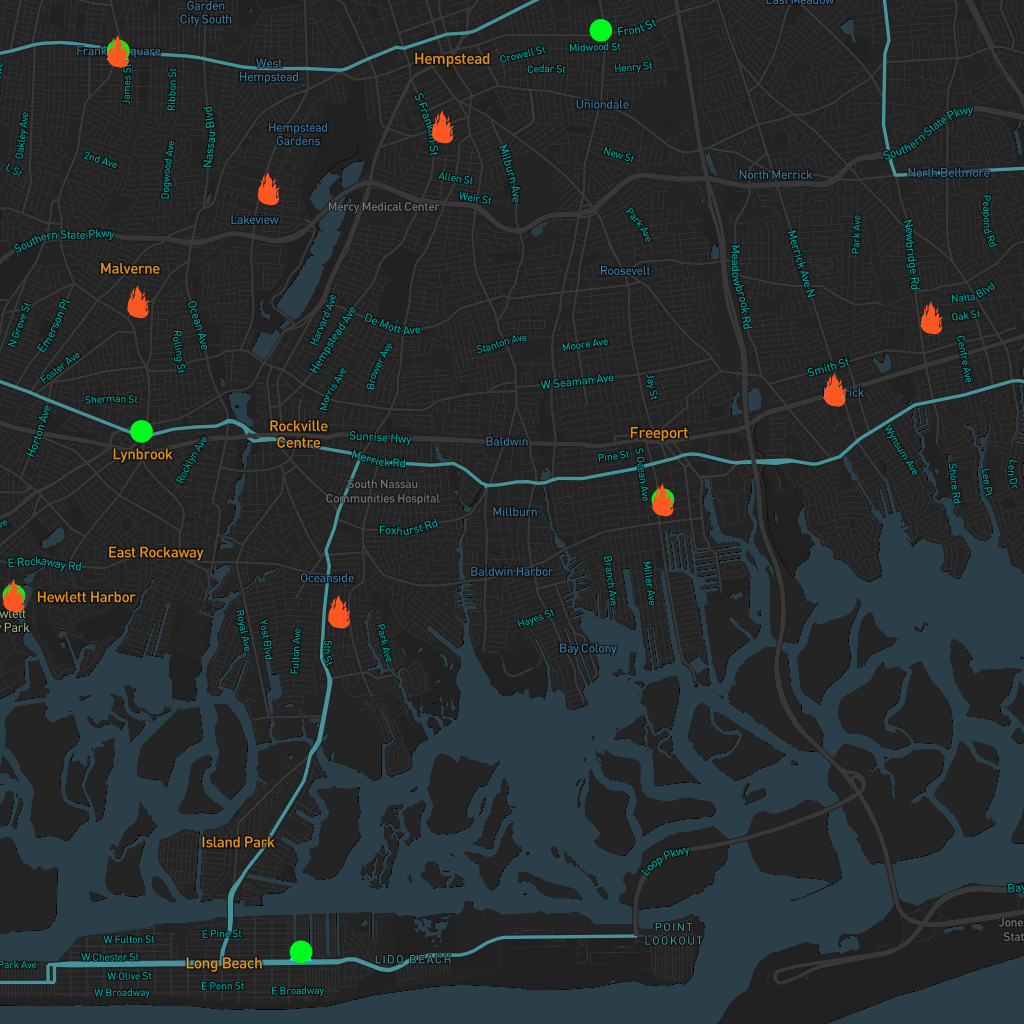 Garden
City South
East Meadow
Front St
Midwood St
Crowell St
Hempstead
Cedar St
Henry St
West
Hempstead
James St
Ribbon St
Nassau Blvd
Uniondale
Oakley Ave
Hempstead
Gardens
S Franklin St
Southern State Pkwy
2nd Ave
L St
Dogwood Ave
Milburn Ave
New St
North Merrick
North Bellmore
Allen St
Weir St
Mercy Medical Center
Lakeview
Park Ave
Park Ave
Newbridge Rd
Peapond Rd
Southern State Pkwy
Malverne
Roosevelt
Meadowbrook Rd
Merrick Ave N
Natta Blvd
Oak St
N Grove St
Emerson Pl
Ocean Ave
Rolling St
Harvard Ave
Hempstead Ave
De Mott Ave
Stanton Ave
Moore Ave
Centre Ave
Foster Ave
Brower Ave
Morris Ave
W Seaman Ave
Jay St
Smith St
Sherman St
Horton Ave
Rockville
Centre
Sunrise Hwy
Baldwin
Freeport
Lynbrook
Rocklyn Ave
Merrick Rd
Pine St
S Ocean Ave
Wynsum Ave
Shore Rd
Lee Pl
Len Dr
South Nassau
Communities Hospital
Millburn
Foxhurst Rd
East Rockaway
E Rockaway Rd
Oceanside
Baldwin Harbor
Branch Ave
Miller Ave
Hewlett Harbor
Park
Royal Ave
Yost Blvd
Fulton Ave
5th St
Park Ave
Hayes St
Bay Colony
Island Park
Loop Pkwy
Bay
Jone
Stat
POINT
LOOKOUT
E Pine St
W Fulton St
W Chester St
Park Ave
Long Beach
LIDO BEACH
W Olive St
E Penn St
W Broadway
E Broadway